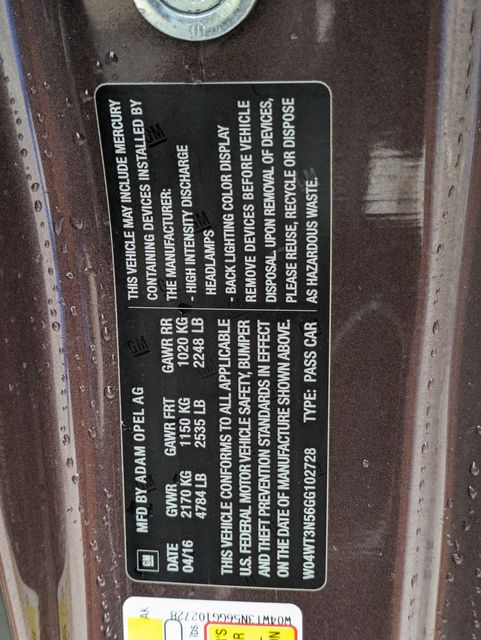 GM MFD BY ADAM OPEL AG
DATE GVWR GAWR FRT GAWR RR
04/16 2170 KG 1150 KG 1020 KG
4784 LB 2535 LB 2248 LB
THIS VEHICLE CONFORMS TO ALL APPLICABLE
U.S. FEDERAL MOTOR VEHICLE SAFETY, BUMPER
AND THEFT PREVENTION STANDARDS IN EFFECT
ON THE DATE OF MANUFACTURE SHOWN ABOVE.
W04WT3N56GG102728 TYPE: PASS CAR
THIS VEHICLE MAY INCLUDE MERCURY
CONTAINING DEVICES INSTALLED BY
THE MANUFACTURER:
- HIGH INTENSITY DISCHARGE
HEADLAMPS
- BACK LIGHTING COLOR DISPLAY
REMOVE DEVICES BEFORE VEHICLE
DISPOSAL. UPON REMOVAL OF DEVICES,
PLEASE REUSE, RECYCLE OR DISPOSE
AS HAZARDOUS WASTE.
W04WT3N56GG102728
lbs.